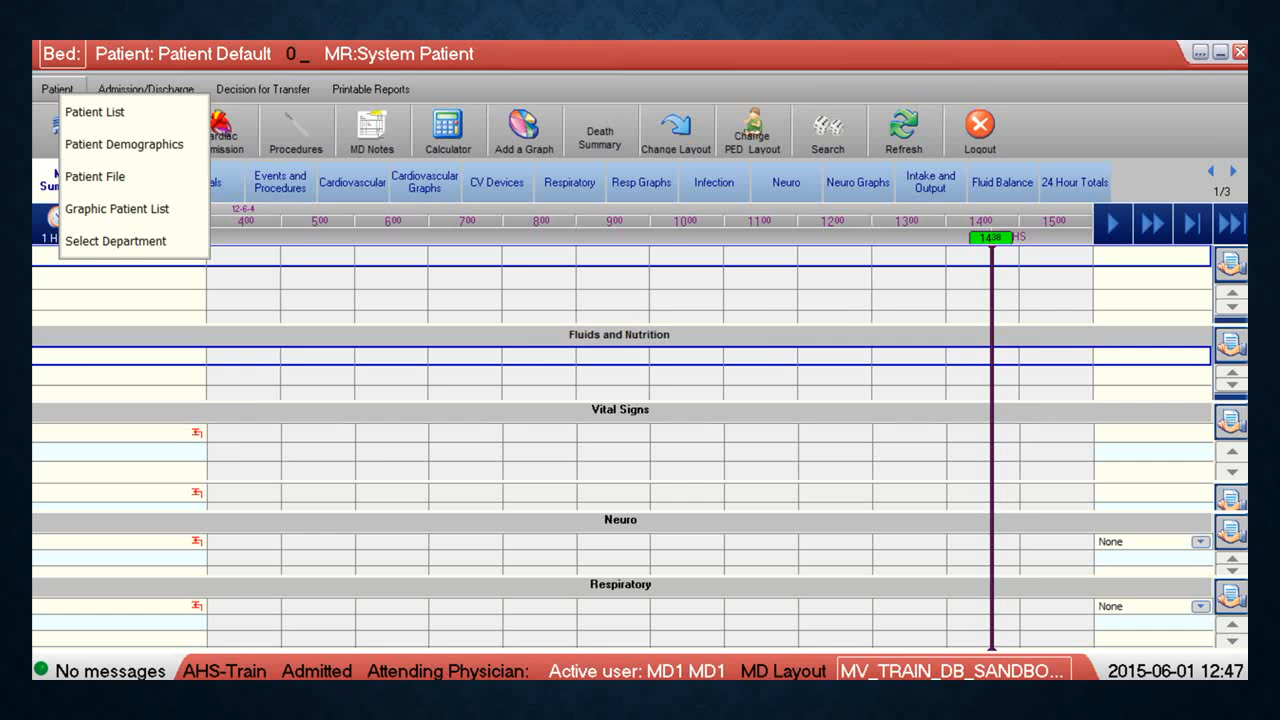 Bed: Patient: Patient Default 0_ MR:System Patient
Patient Admission/Discharge Decision for Transfer Printable Reports
Patient List
Patient Demographics
Patient File
Graphic Patient List
Select Department
Procedures
MD Notes
Calculator
Add a Graph
Death
Summary
Change Layout
Change
PED Layout
Search
Refresh
Logout
Events and
Procedures
Cardiovascular
Cardiovascular
Graphs
CV Devices
Respiratory
Resp Graphs
Infection
Neuro
Neuro Graphs
Intake and
Output
Fluid Balance
24 Hour Totals
1/3
12-6-4
400 500 600 700 800 900 1000 1100 1200 1300 1400 1500
1438 HS
Fluids and Nutrition
Vital Signs
Neuro
None
Respiratory
None
No messages AHS-Train Admitted Attending Physician: Active user: MD1 MD1 MD Layout MV_TRAIN_DB_SANDBO... 2015-06-01 12:47